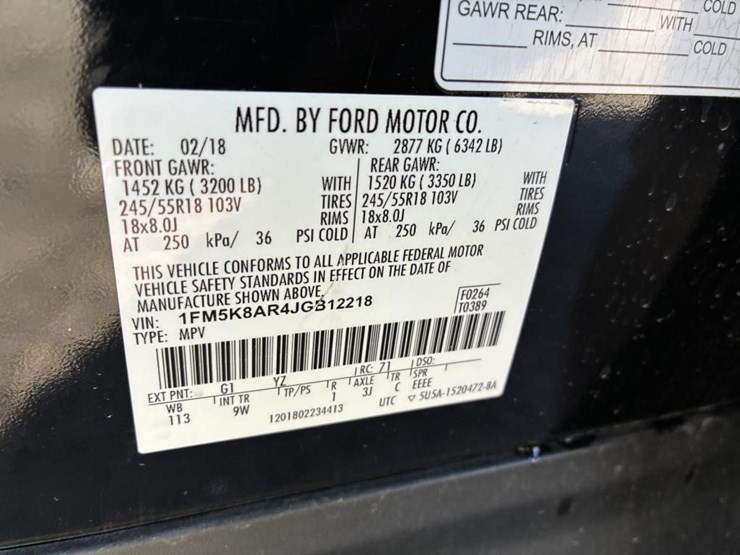 GAWR REAR:
WITH
COLD
RIMS, AT
COLD
MFD. BY FORD MOTOR CO.
DATE: 02/18 GVWR: 2877 KG ( 6342 LB)
FRONT GAWR: REAR GAWR:
1452 KG ( 3200 LB) WITH 1520 KG ( 3350 LB) WITH
245/55R18 103V TIRES 245/55R18 103V TIRES
18x8.0J RIMS 18x8.0J RIMS
AT 250 kPa/ 36 PSI COLD AT 250 kPa/ 36 PSI COLD
THIS VEHICLE CONFORMS TO ALL APPLICABLE FEDERAL MOTOR
VEHICLE SAFETY STANDARDS IN EFFECT ON THE DATE OF
MANUFACTURE SHOWN ABOVE.
VIN: 1FM5K8AR4JGB12218 F0264
TYPE: MPV T0389
EXT PNT: G1 YZ RC: 71 DSO:
WB INT TR TP/PS R AXLE TR SPR
113 9W 1 3J C EEEE
1201802234413 UTC ▽ 5USA-1520472-BA